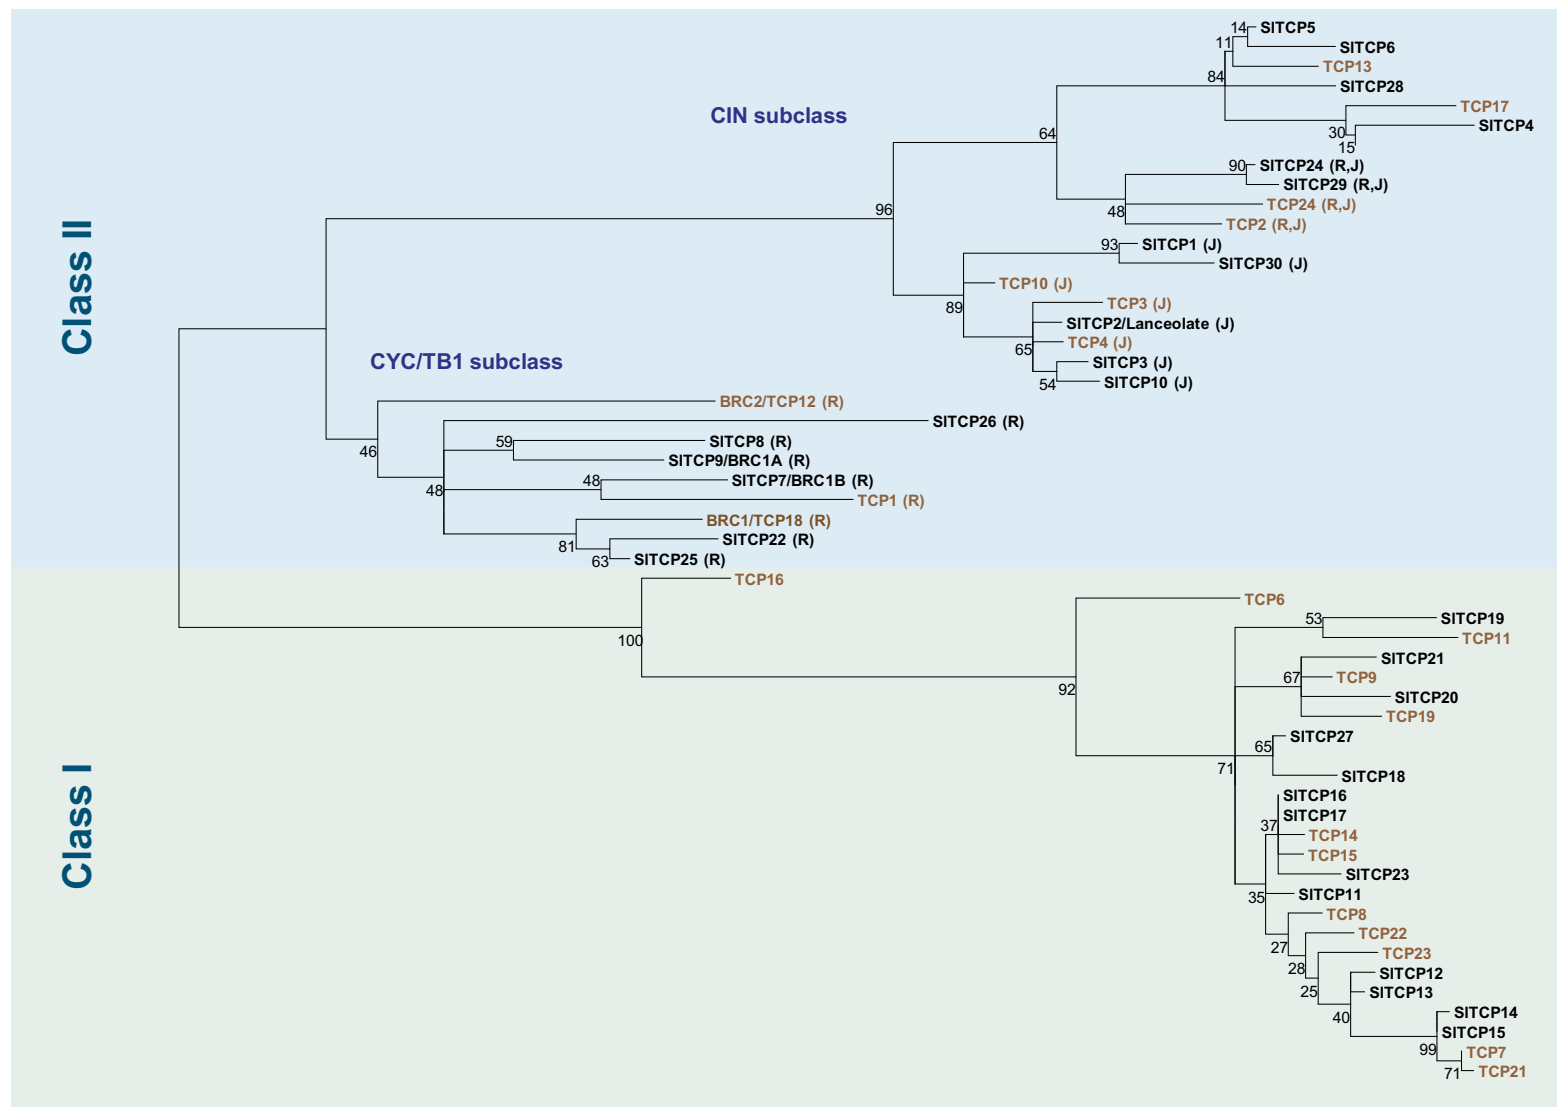 14
SlTCP5
11
SlTCP6
TCP13
84
SlTCP28
TCP17
CIN subclass
30
SlTCP4
64
15
90
SlTCP24 (R,J)
SlTCP29 (R,J)
96
48
TCP24 (R,J)
TCP2 (R,J)
93
SlTCP1 (J)
SlTCP30 (J)
TCP10 (J)
89
TCP3 (J)
SlTCP2/Lanceolate (J)
65
TCP4 (J)
SlTCP3 (J)
54
SlTCP10 (J)
Class II
CYC/TB1 subclass
BRC2/TCP12 (R)
SlTCP26 (R)
46
59
SlTCP8 (R)
SlTCP9/BRC1A (R)
48
48
SlTCP7/BRC1B (R)
TCP1 (R)
BRC1/TCP18 (R)
81
SlTCP22 (R)
63
SlTCP25 (R)
TCP16
TCP6
100
53
SlTCP19
TCP11
SlTCP21
92
67
TCP9
SlTCP20
TCP19
65
SlTCP27
71
SlTCP18
SlTCP16
SlTCP17
37
TCP14
TCP15
SlTCP23
35
SlTCP11
TCP8
27
TCP22
28
TCP23
25
SlTCP12
SlTCP13
40
SlTCP14
SlTCP15
99
TCP7
71
TCP21
Class I